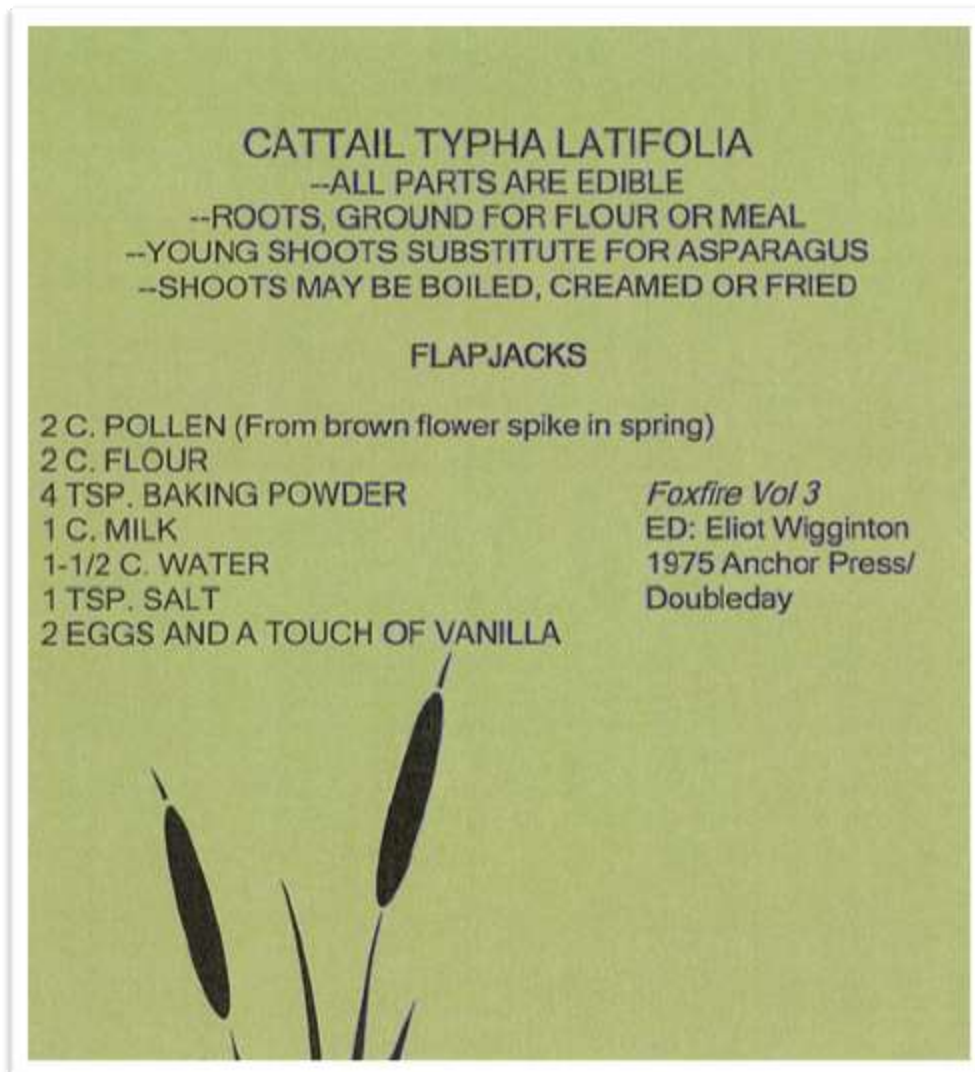 CATTAIL TYPHA LATIFOLIA
--ALL PARTS ARE EDIBLE
--ROOTS, GROUND FOR FLOUR OR MEAL
--YOUNG SHOOTS SUBSTITUTE FOR ASPARAGUS
--SHOOTS MAY BE BOILED, CREAMED OR FRIED
FLAPJACKS
2 C. POLLEN (From brown flower spike in spring)
2 C. FLOUR
4 TSP. BAKING POWDER
1 C. MILK
1-1/2 C. WATER
1 TSP. SALT
2 EGGS AND A TOUCH OF VANILLA
Foxfire Vol 3
ED: Eliot Wigginton
1975 Anchor Press/
Doubleday